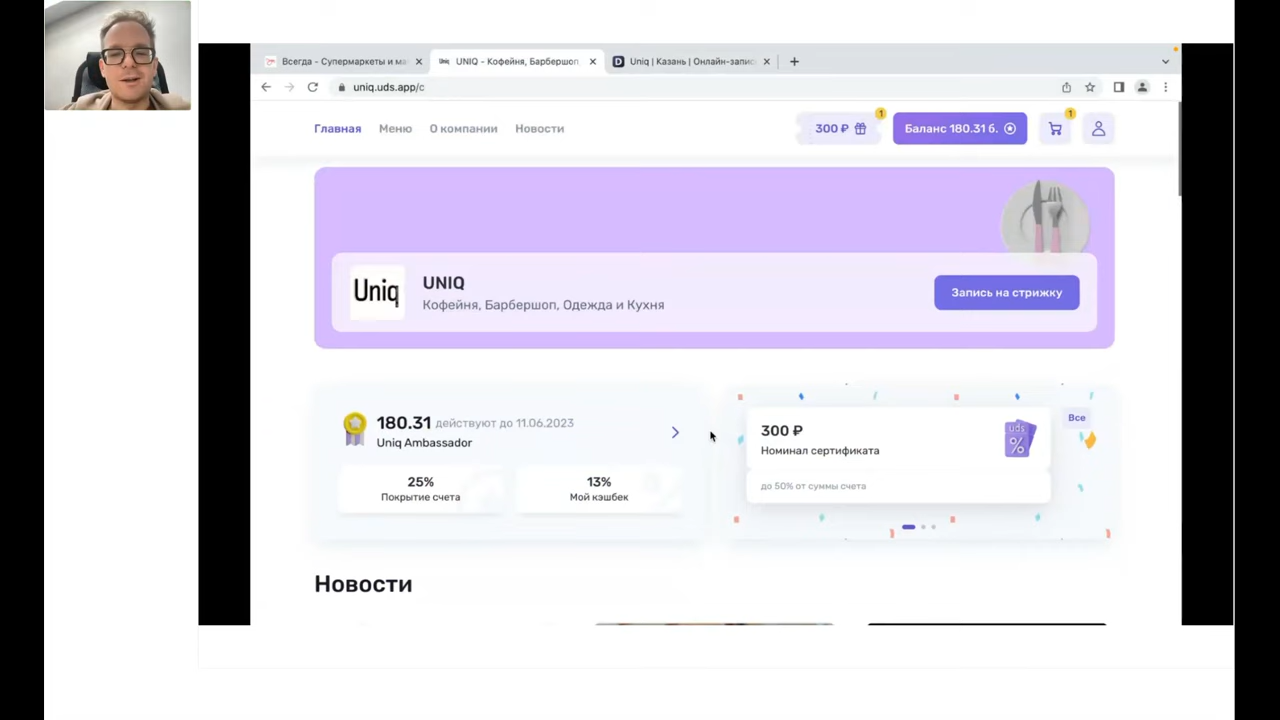 Всегда - Супермаркеты и ма
UNIQ - Кофейня, Барбершоп,
Uniq | Казань | Онлайн-запис
uniq.uds.app/c
Главная
Меню
О компании
Новости
300 ₽
1
Баланс 180.31 б.
1
Uniq
UNIQ
Кофейня, Барбершоп, Одежда и Кухня
Запись на стрижку
180.31 действуют до 11.06.2023
Uniq Ambassador
25%
Покрытие счета
13%
Мой кэшбек
300 ₽
Номинал сертификата
до 50% от суммы счета
uds
%
Все
Новости